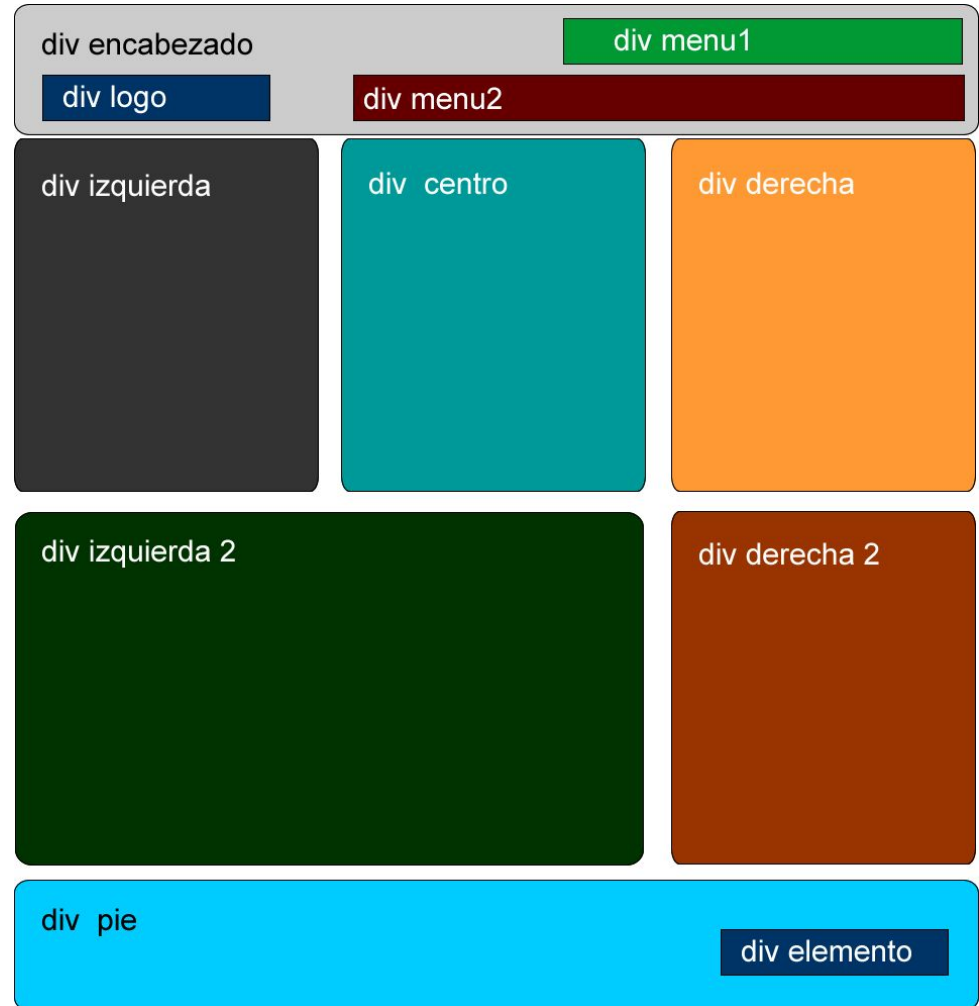 div menu1
div encabezado
div logo
div menu2
div izquierda
div  centro
div derecha
div izquierda 2
div derecha 2
div  pie
div elemento